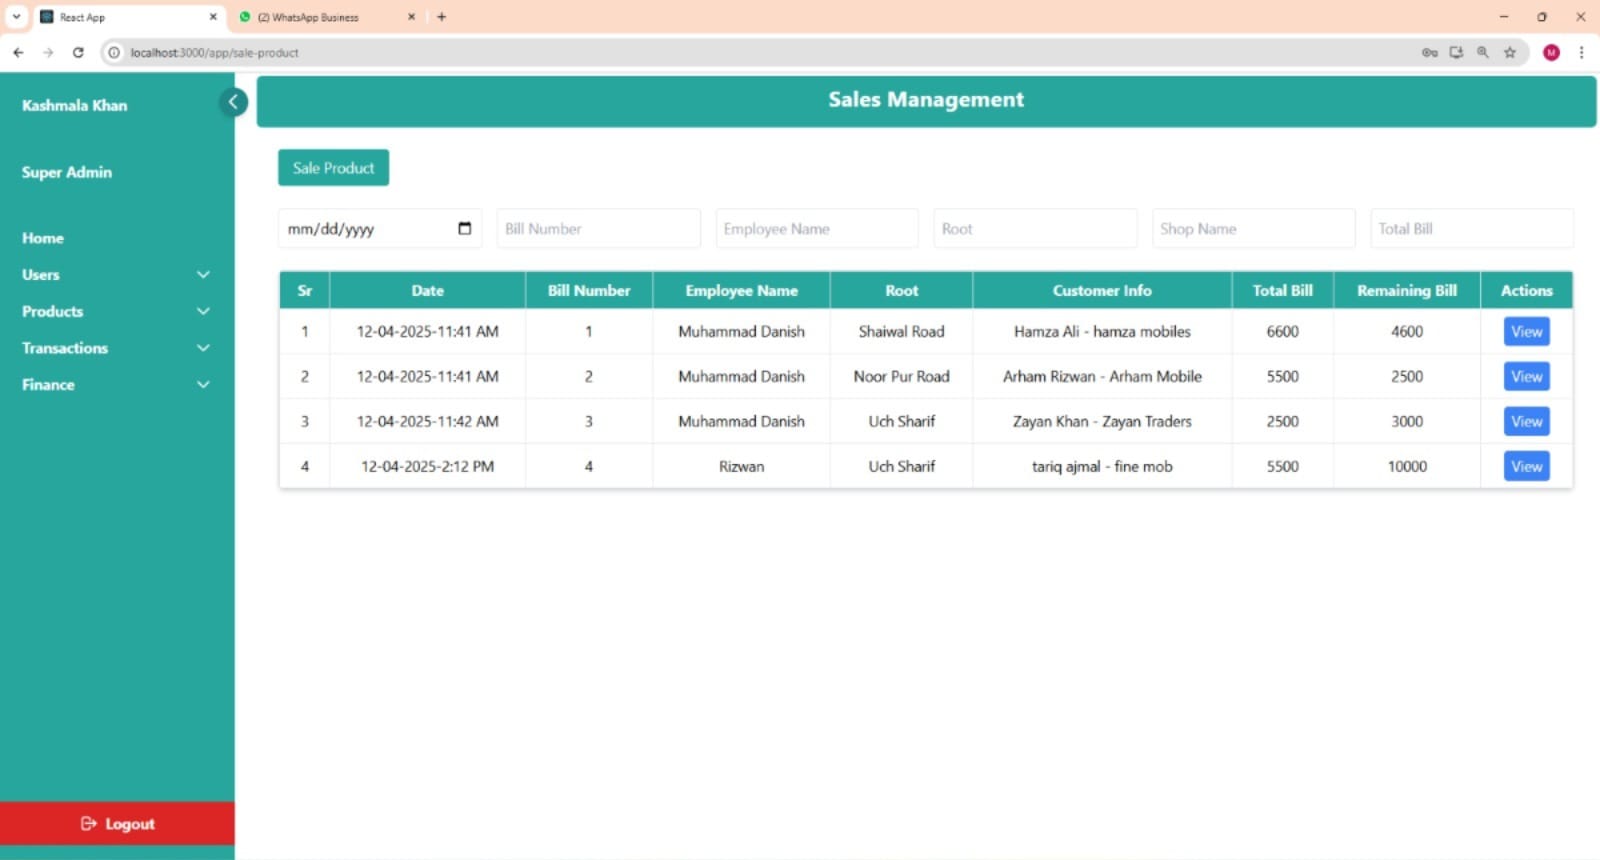 React App
(2) WhatsApp Business
localhost:3000/app/sale-product
M
Kashmala Khan
Super Admin
Home
Users
Products
Transactions
Finance
Logout
Sales Management
Sale Product
mm/dd/yyyy Bill Number Employee Name Root Shop Name Total Bill
Sr Date Bill Number Employee Name Root Customer Info Total Bill Remaining Bill Actions
1 12-04-2025-11:41 AM 1 Muhammad Danish Shaiwal Road Hamza Ali - hamza mobiles 6600 4600 View
2 12-04-2025-11:41 AM 2 Muhammad Danish Noor Pur Road Arham Rizwan - Arham Mobile 5500 2500 View
3 12-04-2025-11:42 AM 3 Muhammad Danish Uch Sharif Zayan Khan - Zayan Traders 2500 3000 View
4 12-04-2025-2:12 PM 4 Rizwan Uch Sharif tariq ajmal - fine mob 5500 10000 View